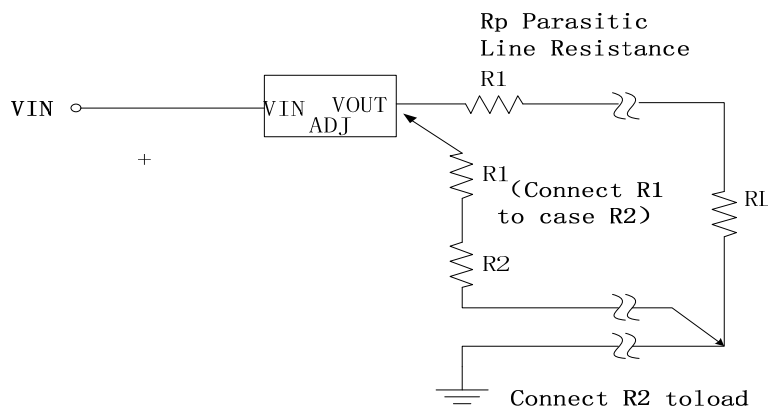 Rp Parasitic
Line Resistance
R1
VIN
VIN
VOUT
ADJ
R1
(Connect R1
to case R2)
RL
R2
Connect R2 toload